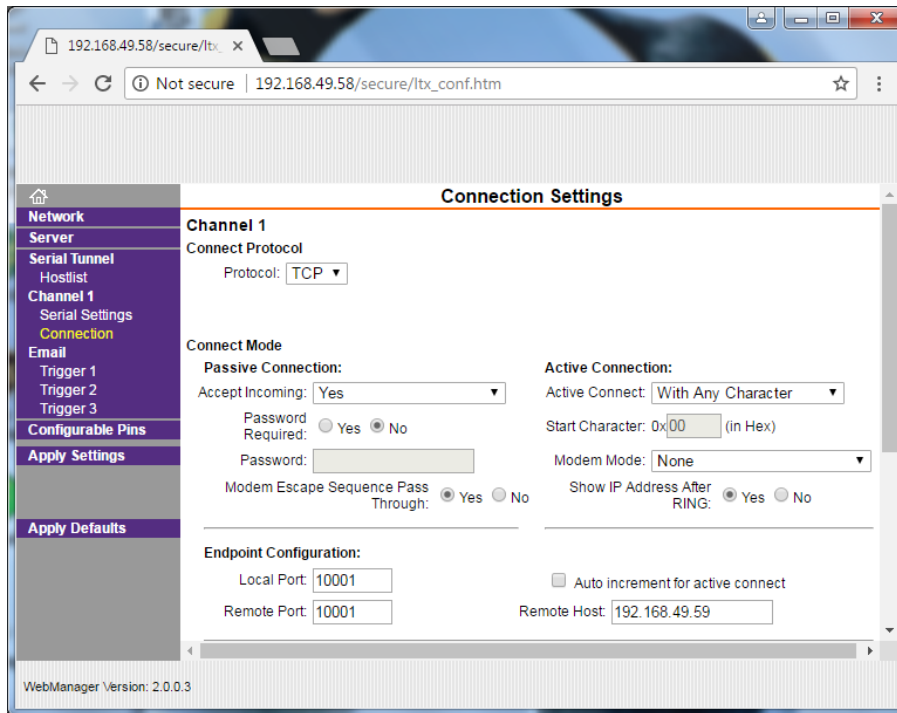 192.168.49.58/secure/ltx_
Not secure | 192.168.49.58/secure/ltx_conf.htm
Connection Settings
Network
Server
Serial Tunnel
Hostlist
Channel 1
Serial Settings
Connection
Email
Trigger 1
Trigger 2
Trigger 3
Configurable Pins
Apply Settings
Apply Defaults
Channel 1
Connect Protocol
Protocol: TCP
Connect Mode
Passive Connection:
Accept Incoming: Yes
Password Required: Yes No
Password:
Modem Escape Sequence Pass Through: Yes No
Active Connection:
Active Connect: With Any Character
Start Character: 0x00 (in Hex)
Modem Mode: None
Show IP Address After RING: Yes No
Endpoint Configuration:
Local Port: 10001
Auto increment for active connect
Remote Port: 10001
Remote Host: 192.168.49.59
WebManager Version: 2.0.0.3